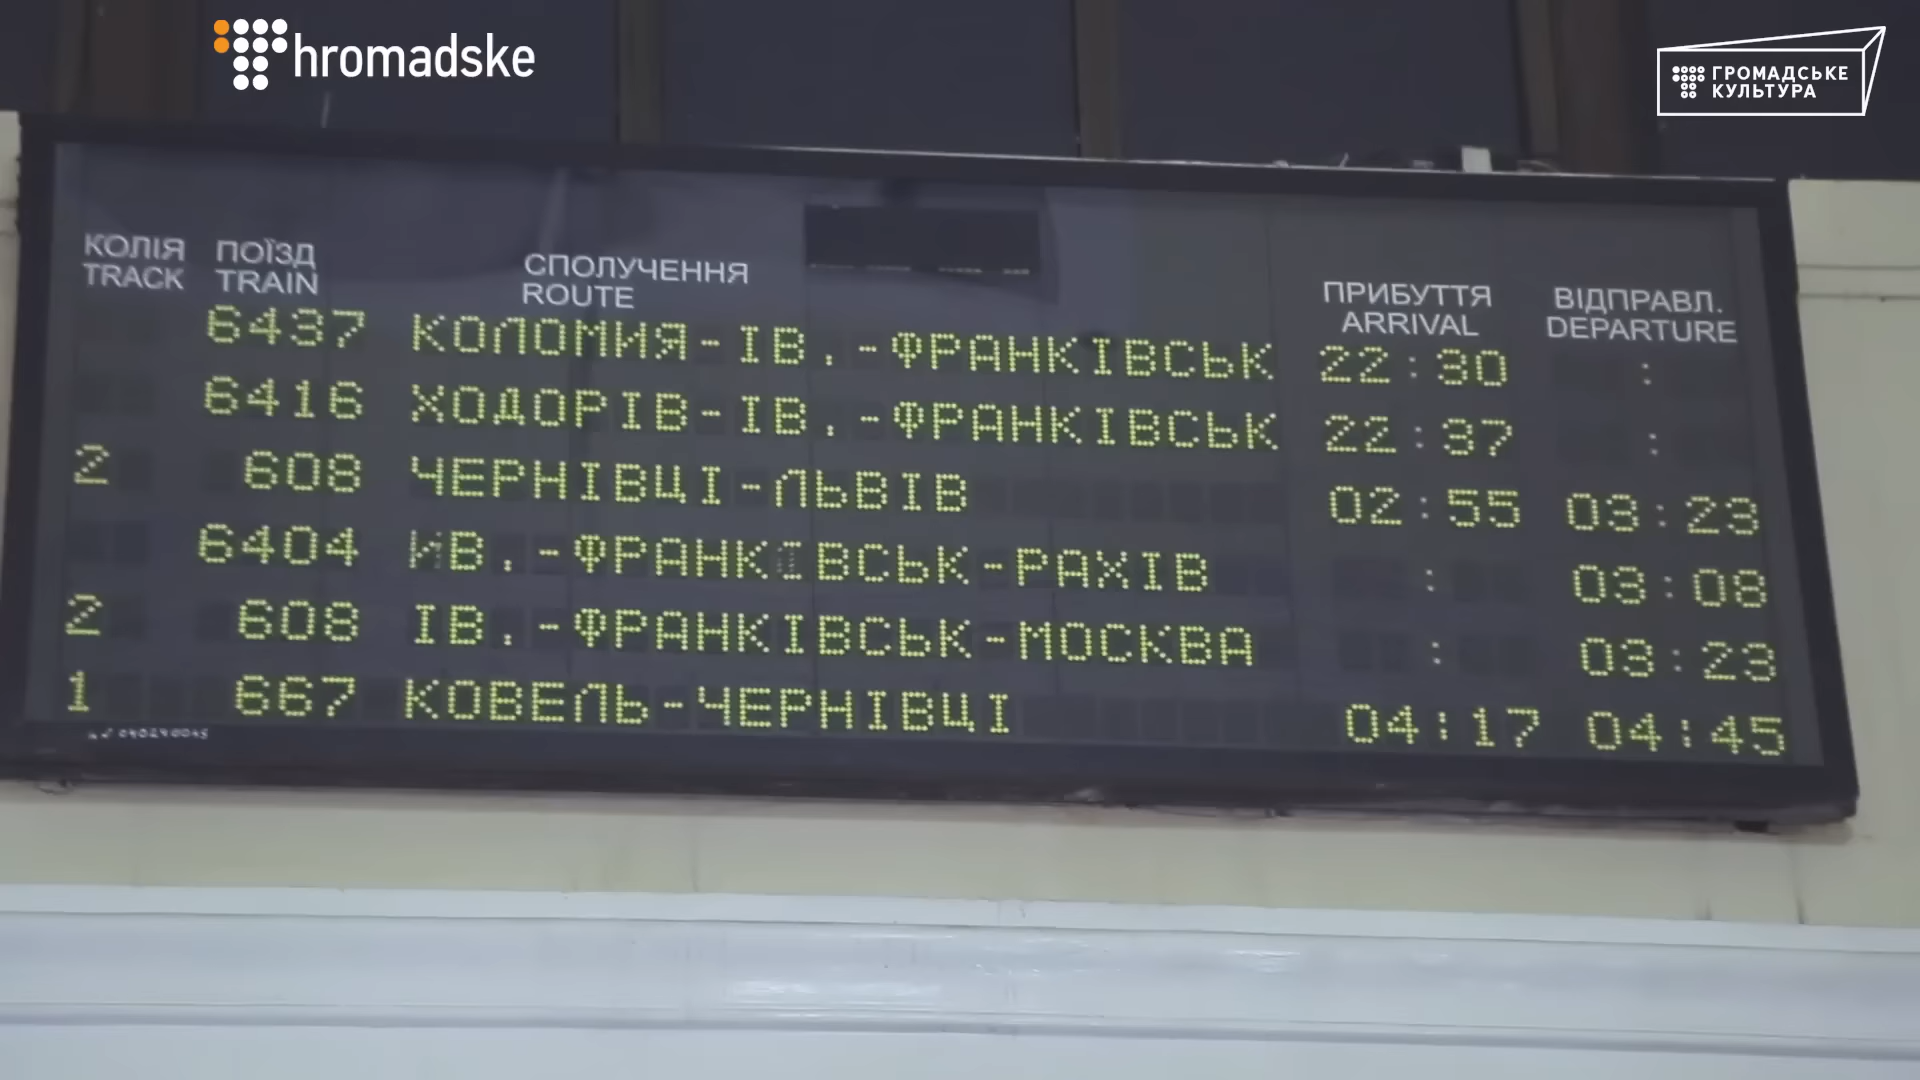 hromadske
ГРОМАДСЬКЕ
КУЛЬТУРА
КОЛІЯ ПОЇЗД СПОЛУЧЕННЯ ПРИБУТТЯ ВІДПРАВЛ.
TRACK TRAIN ROUTE ARRIVAL DEPARTURE
6437 КОЛОМИЯ-ІВ.-ФРАНКІВСЬК 22:30 :
6416 ХОДОРІВ-ІВ.-ФРАНКІВСЬК 22:37 :
2 608 ЧЕРНІВЦІ-ЛЬВІВ 02:55 03:23
6404 ИВ.-ФРАНКІВСЬК-РАХІВ : 03:08
2 608 ІВ.-ФРАНКІВСЬК-МОСКВА : 03:23
1 667 КОВЕЛЬ-ЧЕРНІВЦІ 04:17 04:45